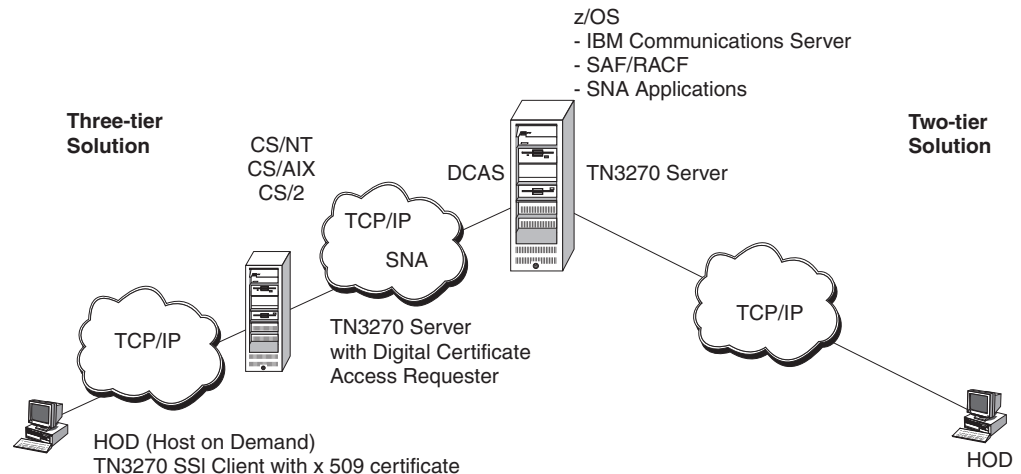 z/OS
- IBM Communications Server
- SAF/RACF
- SNA Applications
Three-tier
Solution
Two-tier
Solution
CS/NT
CS/AIX
CS/2
DCAS
TN3270 Server
TCP/IP
SNA
TCP/IP
TCP/IP
TN3270 Server
with Digital Certificate
Access Requester
HOD (Host on Demand)
TN3270 SSl Client with x 509 certificate
HOD